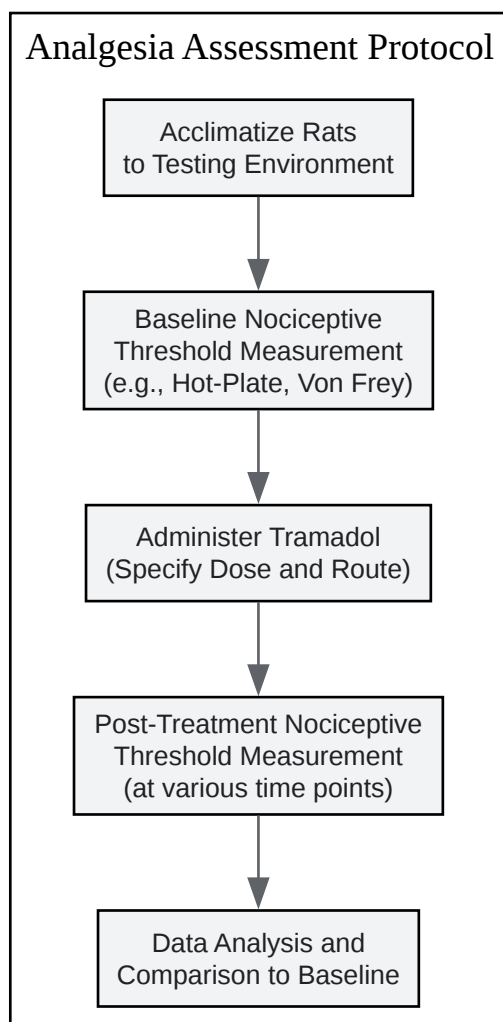 Analgesia Assessment Protocol
Acclimatize Rats
to Testing Environment
Baseline Nociceptive
Threshold Measurement
(e.g., Hot-Plate, Von Frey)
Administer Tramadol
(Specify Dose and Route)
Post-Treatment Nociceptive
Threshold Measurement
(at various time points)
Data Analysis and
Comparison to Baseline